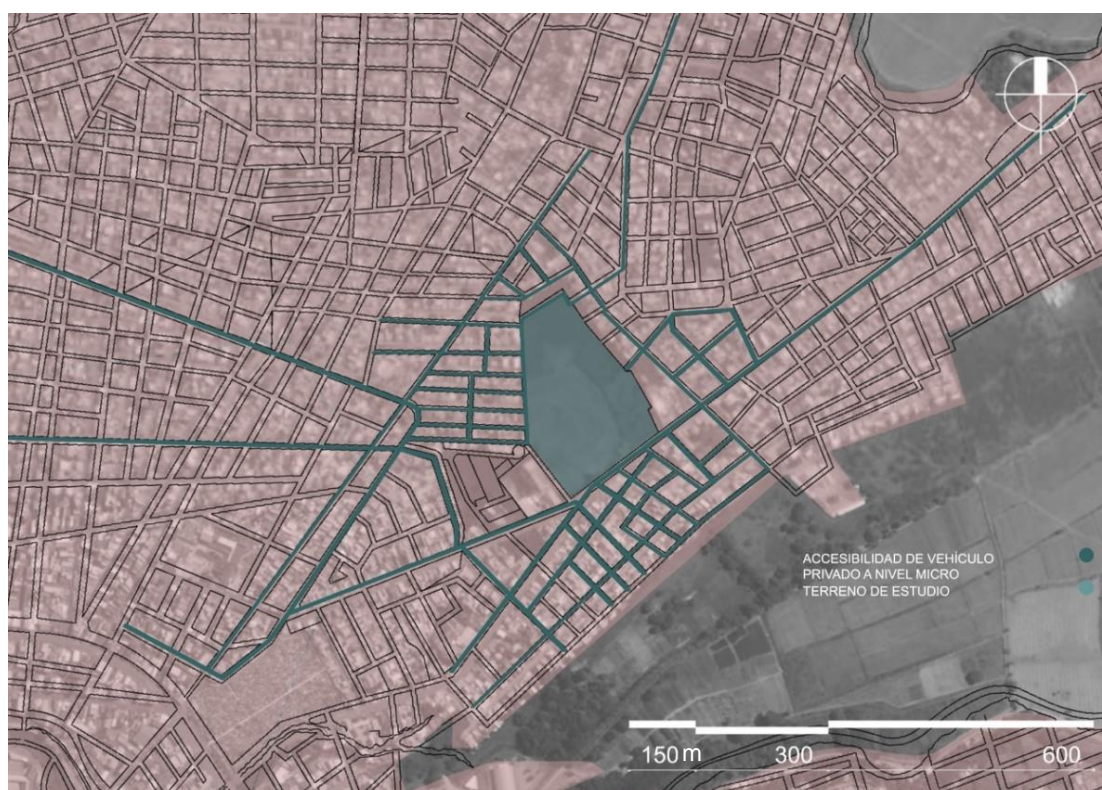 ACCESIBILIDAD DE VEHÍCULO
PRIVADO A NIVEL MICRO
TERRENO DE ESTUDIO
150 m 300 600